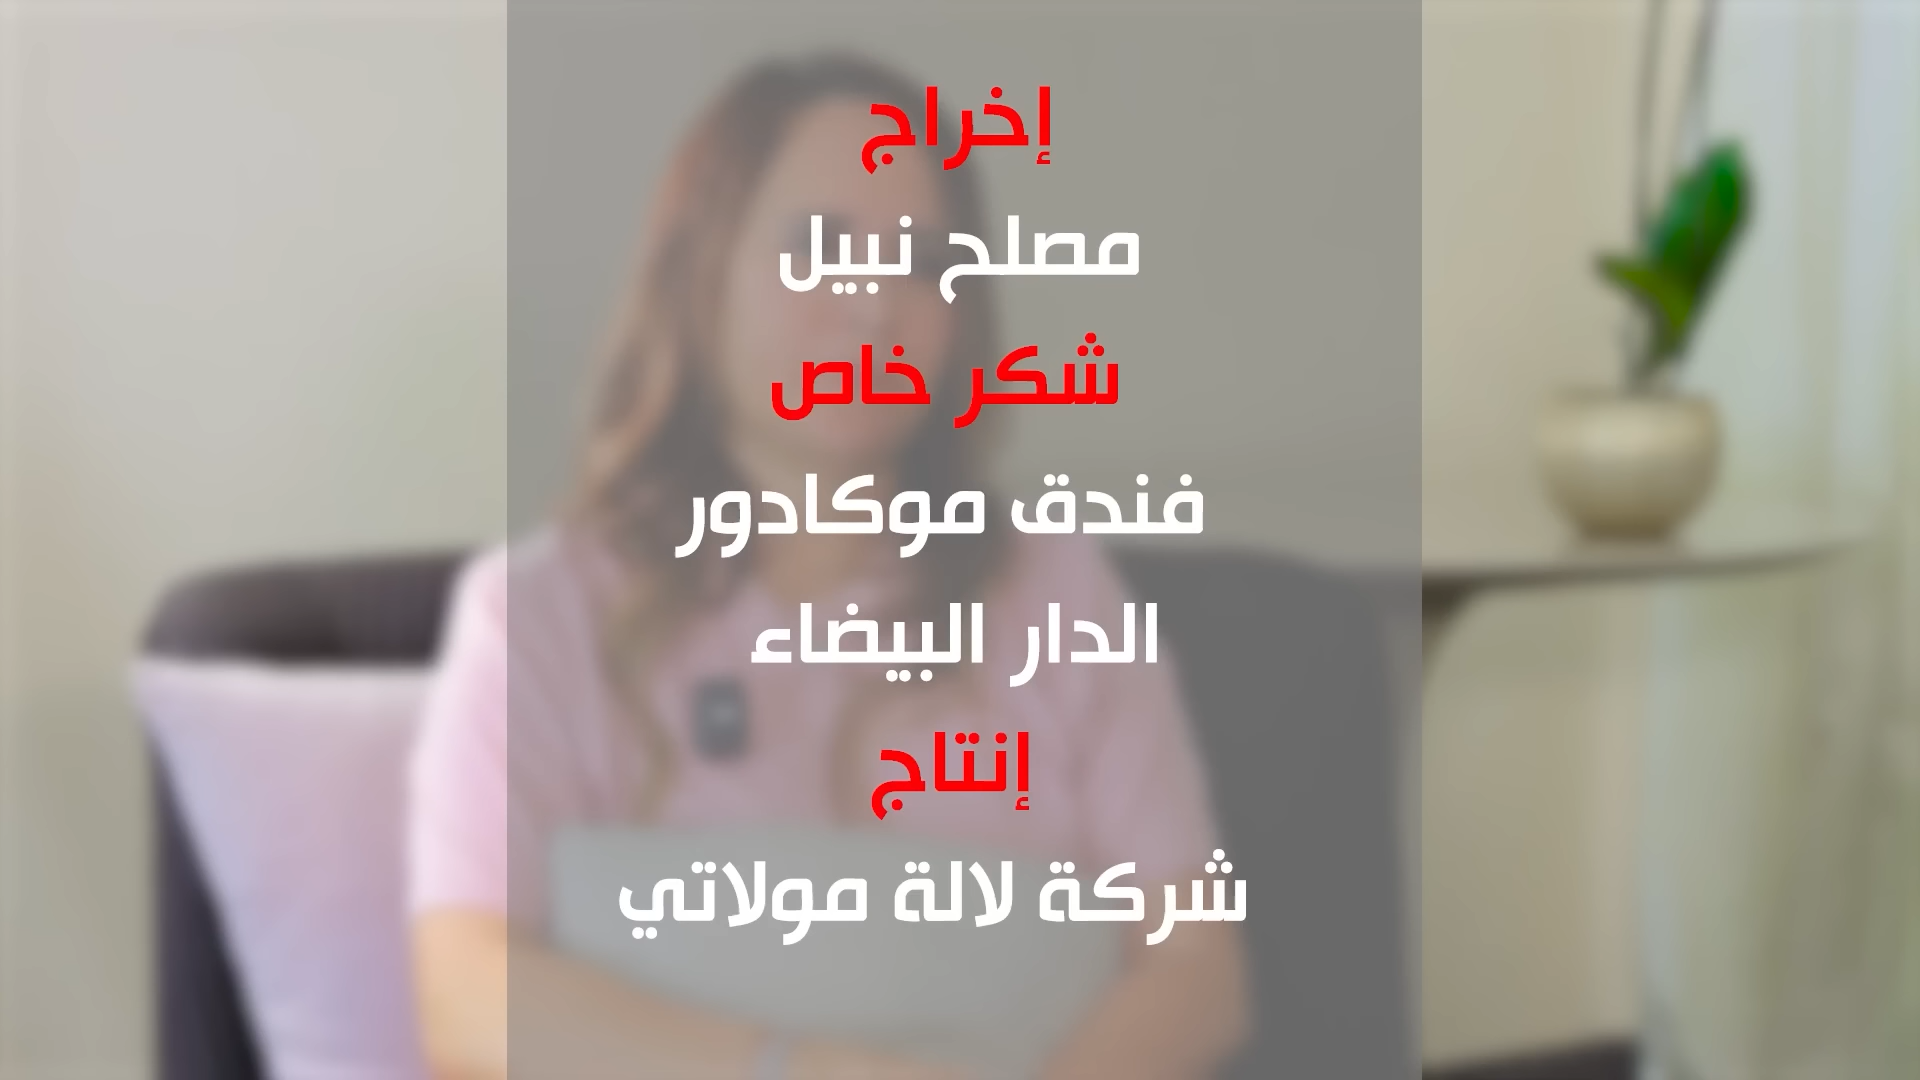 إخراج
مصلح نبيل
شكر خاص
فندق موكادور
الدار البيضاء
إنتاج
شركة لالة مولاتي